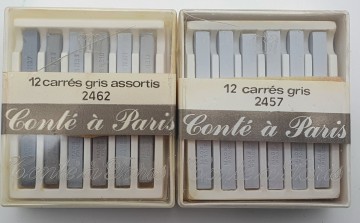 12 carrés gris assortis
2462
Conté à Paris
12 carrés gris
2457
Conté à Paris